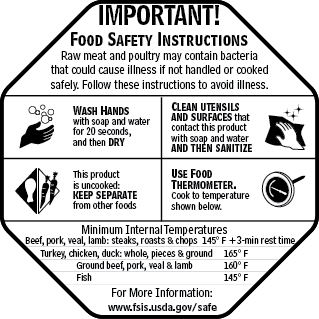 IMPORTANT!
FOOD SAFETY INSTRUCTIONS
Raw meat and poultry may contain bacteria
that could cause illness if not handled or cooked
safely. Follow these instructions to avoid illness.
WASH HANDS
with soap and water
for 20 seconds,
and then DRY
CLEAN UTENSILS
AND SURFACES that
contact this product
with soap and water
AND THEN SANITIZE
This product
is uncooked:
KEEP SEPARATE
from other foods
USE FOOD
THERMOMETER.
Cook to temperature
shown below.
Minimum Internal Temperatures
Beef, pork, veal, lamb: steaks, roasts & chops 145° F +3-min rest time
Turkey, chicken, duck: whole, pieces & ground 165° F
Ground beef, pork, veal & lamb 160° F
Fish 145° F
For More Information:
www.fsis.usda.gov/safe